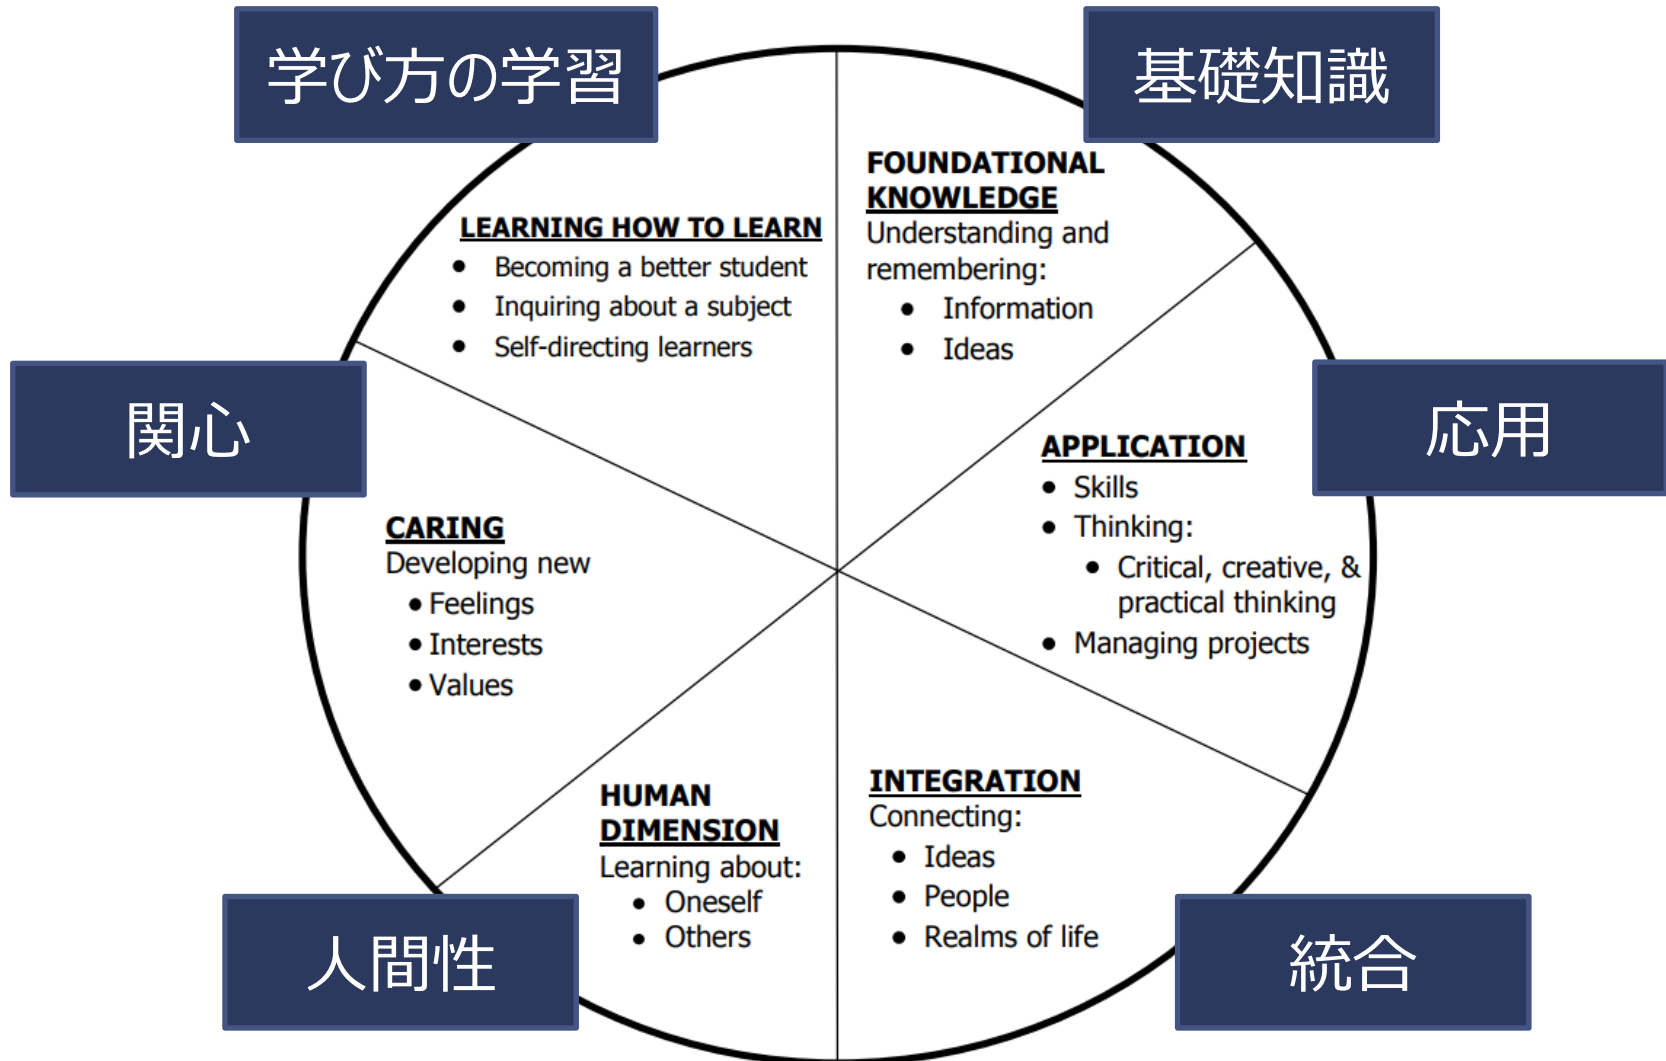 学び方の学習
基礎知識
FOUNDATIONAL
KNOWLEDGE
Understanding and
remembering:
● Information
● Ideas
LEARNING HOW TO LEARN
● Becoming a better student
● Inquiring about a subject
● Self-directing learners
関心
応用
APPLICATION
● Skills
● Thinking:
● Critical, creative, &
practical thinking
● Managing projects
CARING
Developing new
● Feelings
● Interests
● Values
HUMAN
DIMENSION
Learning about:
● Oneself
● Others
INTEGRATION
Connecting:
● Ideas
● People
● Realms of life
人間性
統合